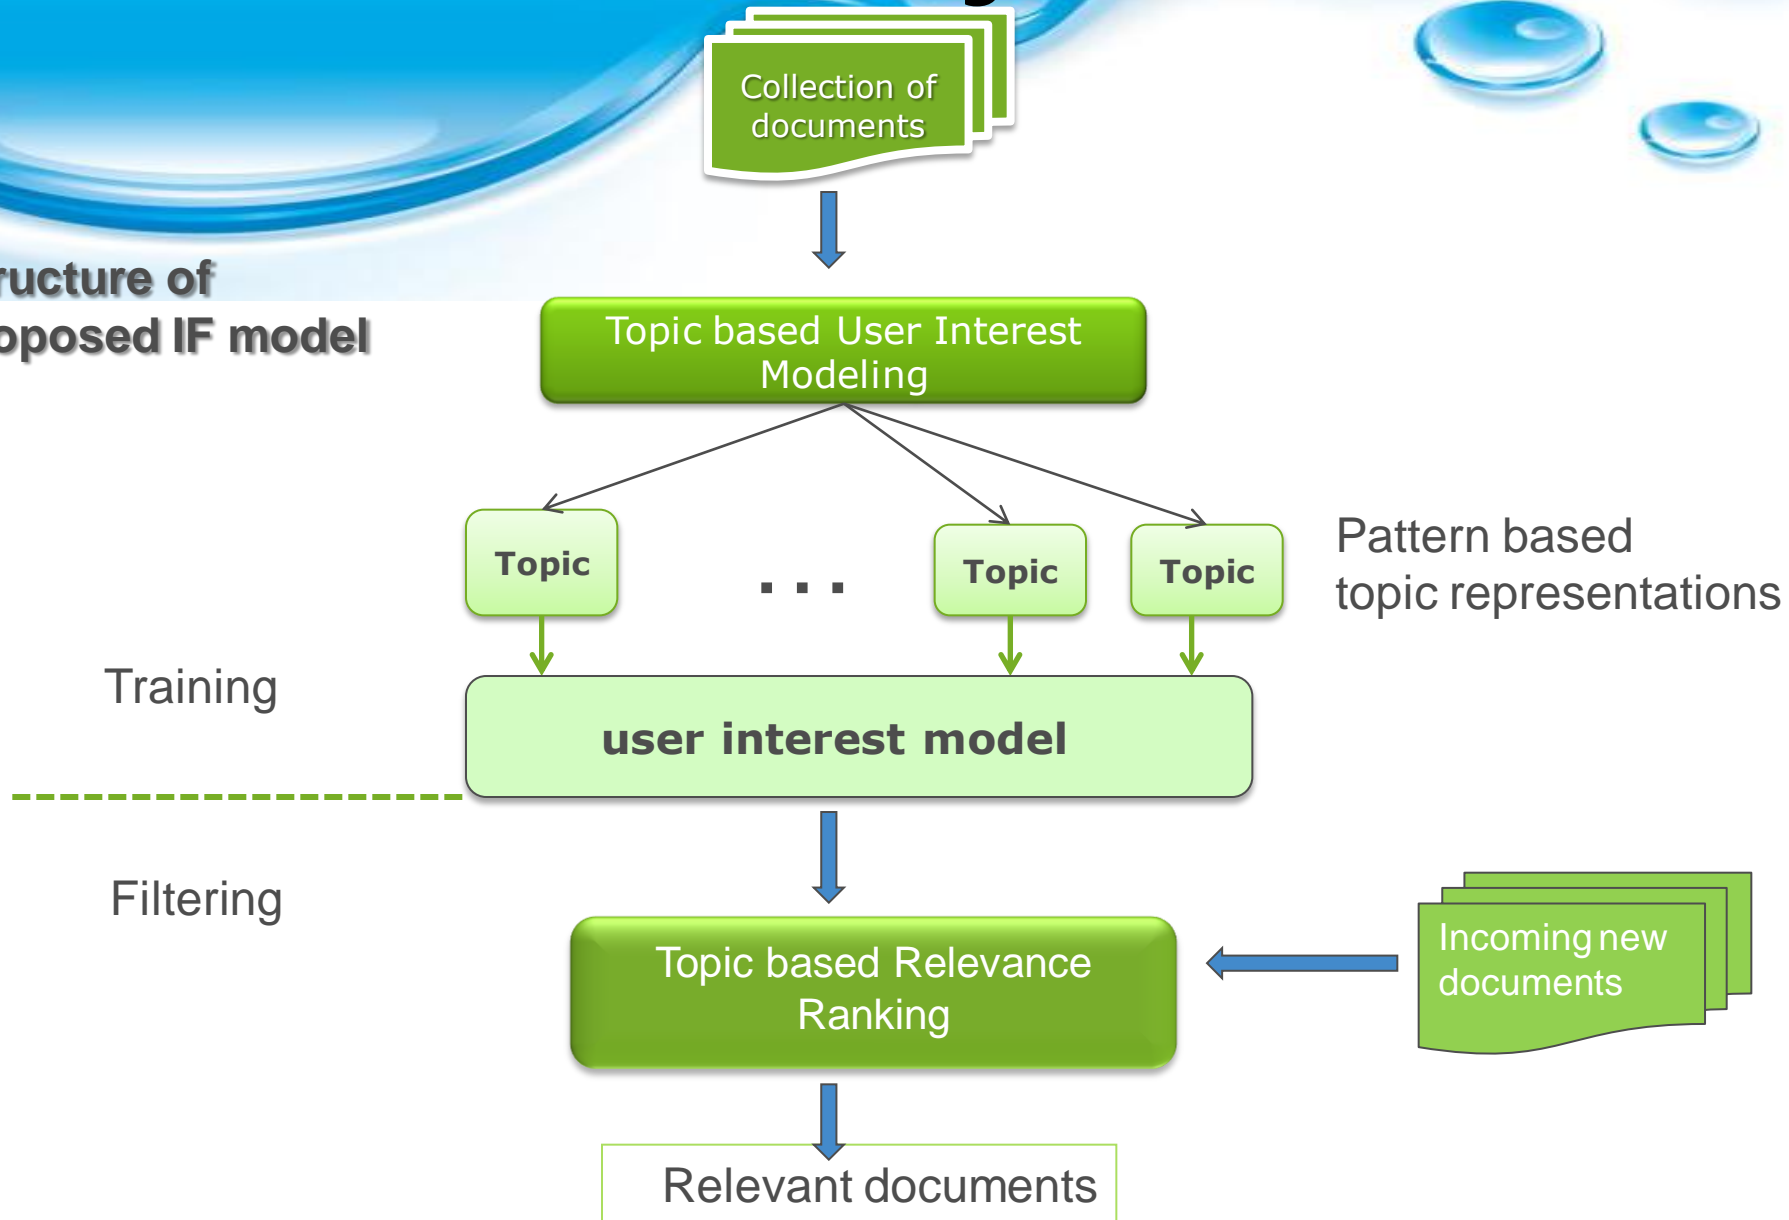 Collection of
documents
ructure of
oposed IF model
Topic based User Interest
Modeling
Topic
. . .
Topic
Topic
Pattern based
topic representations
Training
user interest model
Filtering
Topic based Relevance
Ranking
Incoming new
documents
Relevant documents